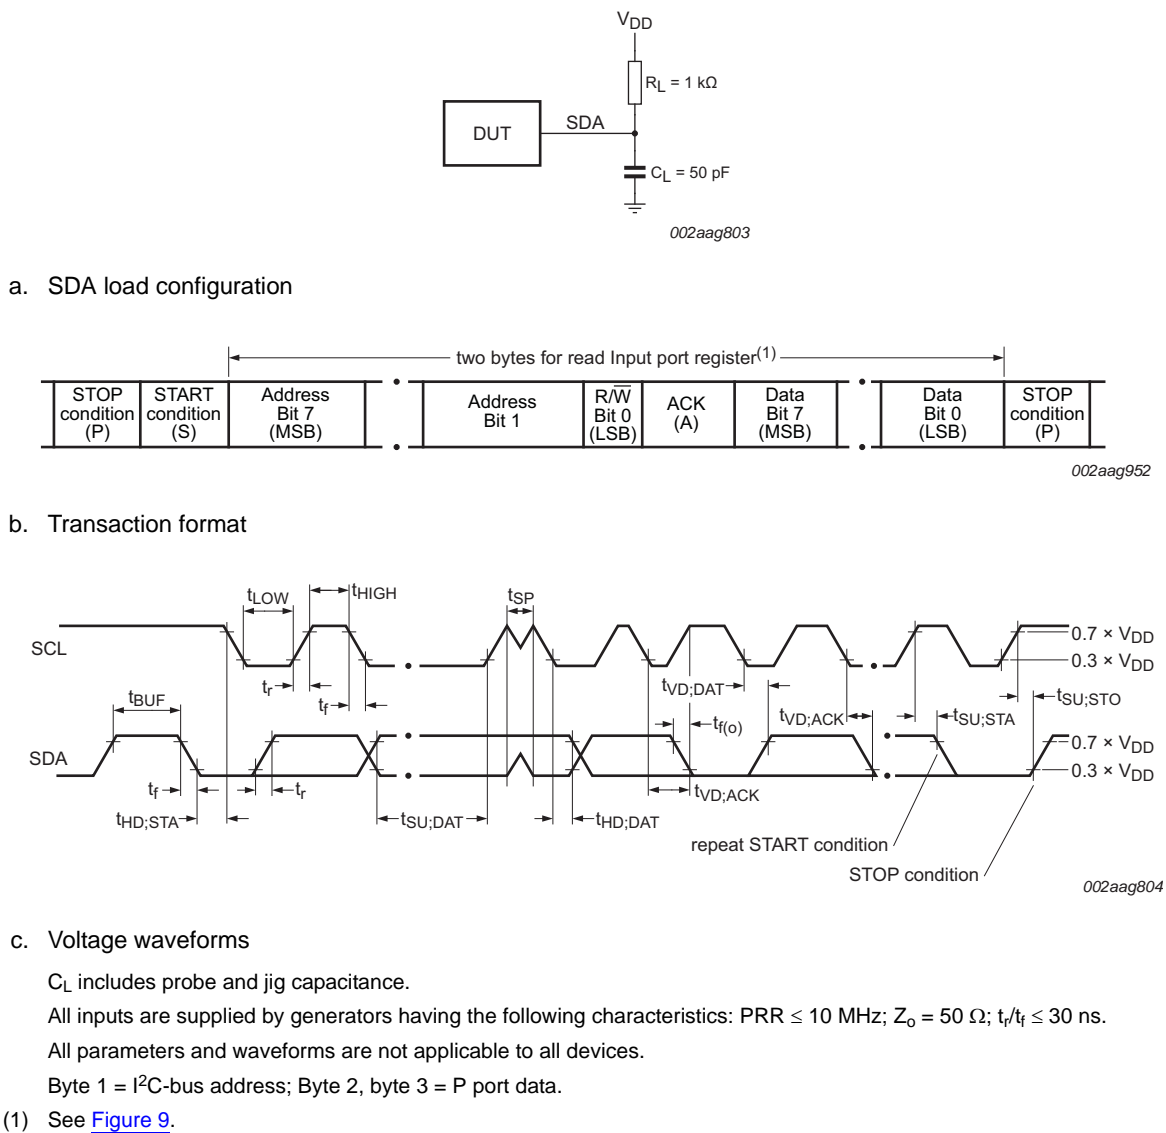 VDD
RL = 1 kΩ
DUT
SDA
CL = 50 pF
002aag803
a. SDA load configuration
two bytes for read Input port register(1)
STOP condition (P)
START condition (S)
Address Bit 7 (MSB)
Address Bit 1
R/W̅ Bit 0 (LSB)
ACK (A)
Data Bit 7 (MSB)
Data Bit 0 (LSB)
STOP condition (P)
002aag952
b. Transaction format
tLOW
tHIGH
tSP
SCL
0.7 × VDD
0.3 × VDD
tr
tf
tBUF
tVD;DAT
tf(o)
tVD;ACK
tSU;STA
tSU;STO
SDA
0.7 × VDD
0.3 × VDD
tf
tr
tVD;ACK
tHD;STA
tSU;DAT
tHD;DAT
repeat START condition
STOP condition
002aag804
c. Voltage waveforms
CL includes probe and jig capacitance.
All inputs are supplied by generators having the following characteristics: PRR ≤ 10 MHz; Zo = 50 Ω; tr/tf ≤ 30 ns.
All parameters and waveforms are not applicable to all devices.
Byte 1 = I2C-bus address; Byte 2, byte 3 = P port data.
(1) See Figure 9.